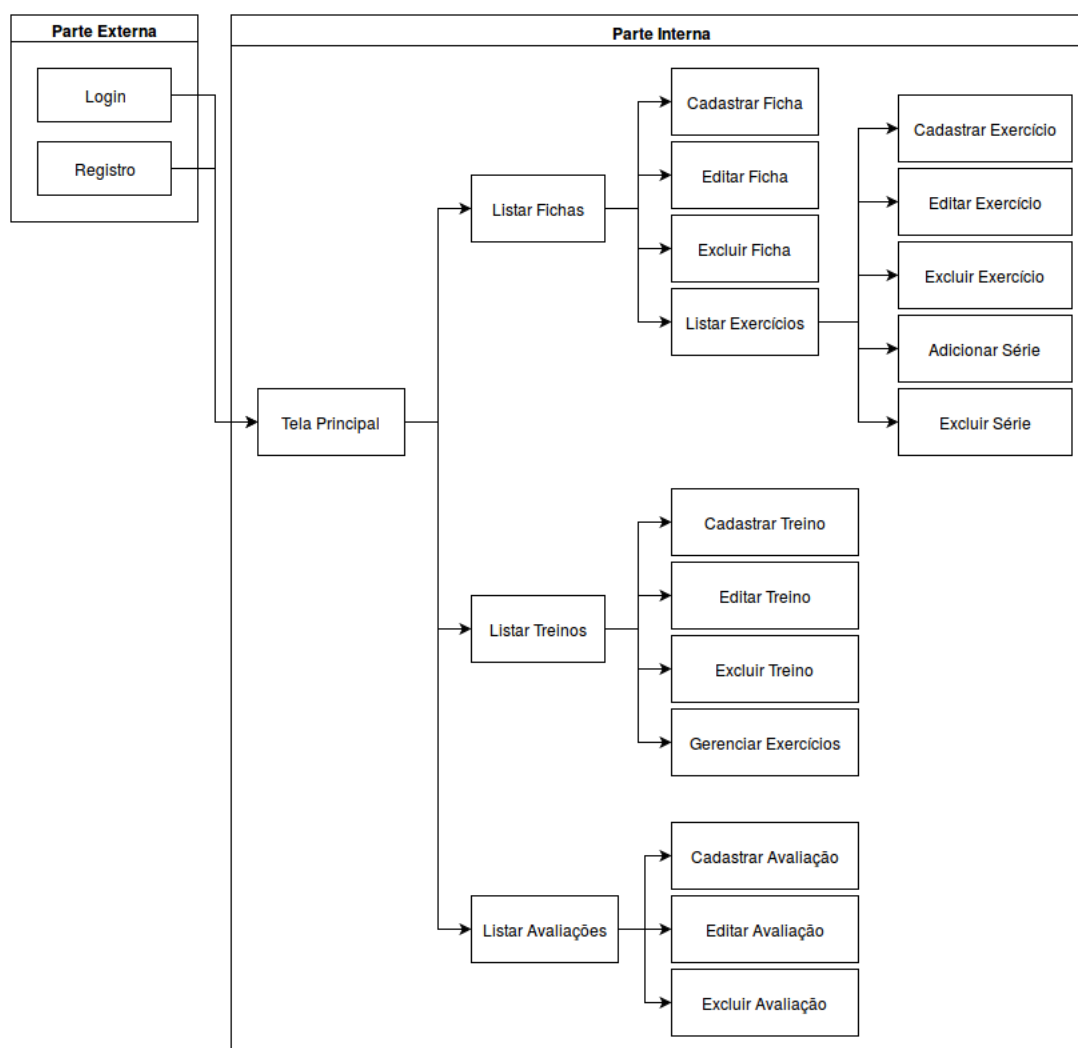 Parte Externa
Login
Registro
Parte Interna
Tela Principal
Listar Fichas
Cadastrar Ficha
Editar Ficha
Excluir Ficha
Listar Exercícios
Cadastrar Exercício
Editar Exercício
Excluir Exercício
Adicionar Série
Excluir Série
Listar Treinos
Cadastrar Treino
Editar Treino
Excluir Treino
Gerenciar Exercícios
Listar Avaliações
Cadastrar Avaliação
Editar Avaliação
Excluir Avaliação